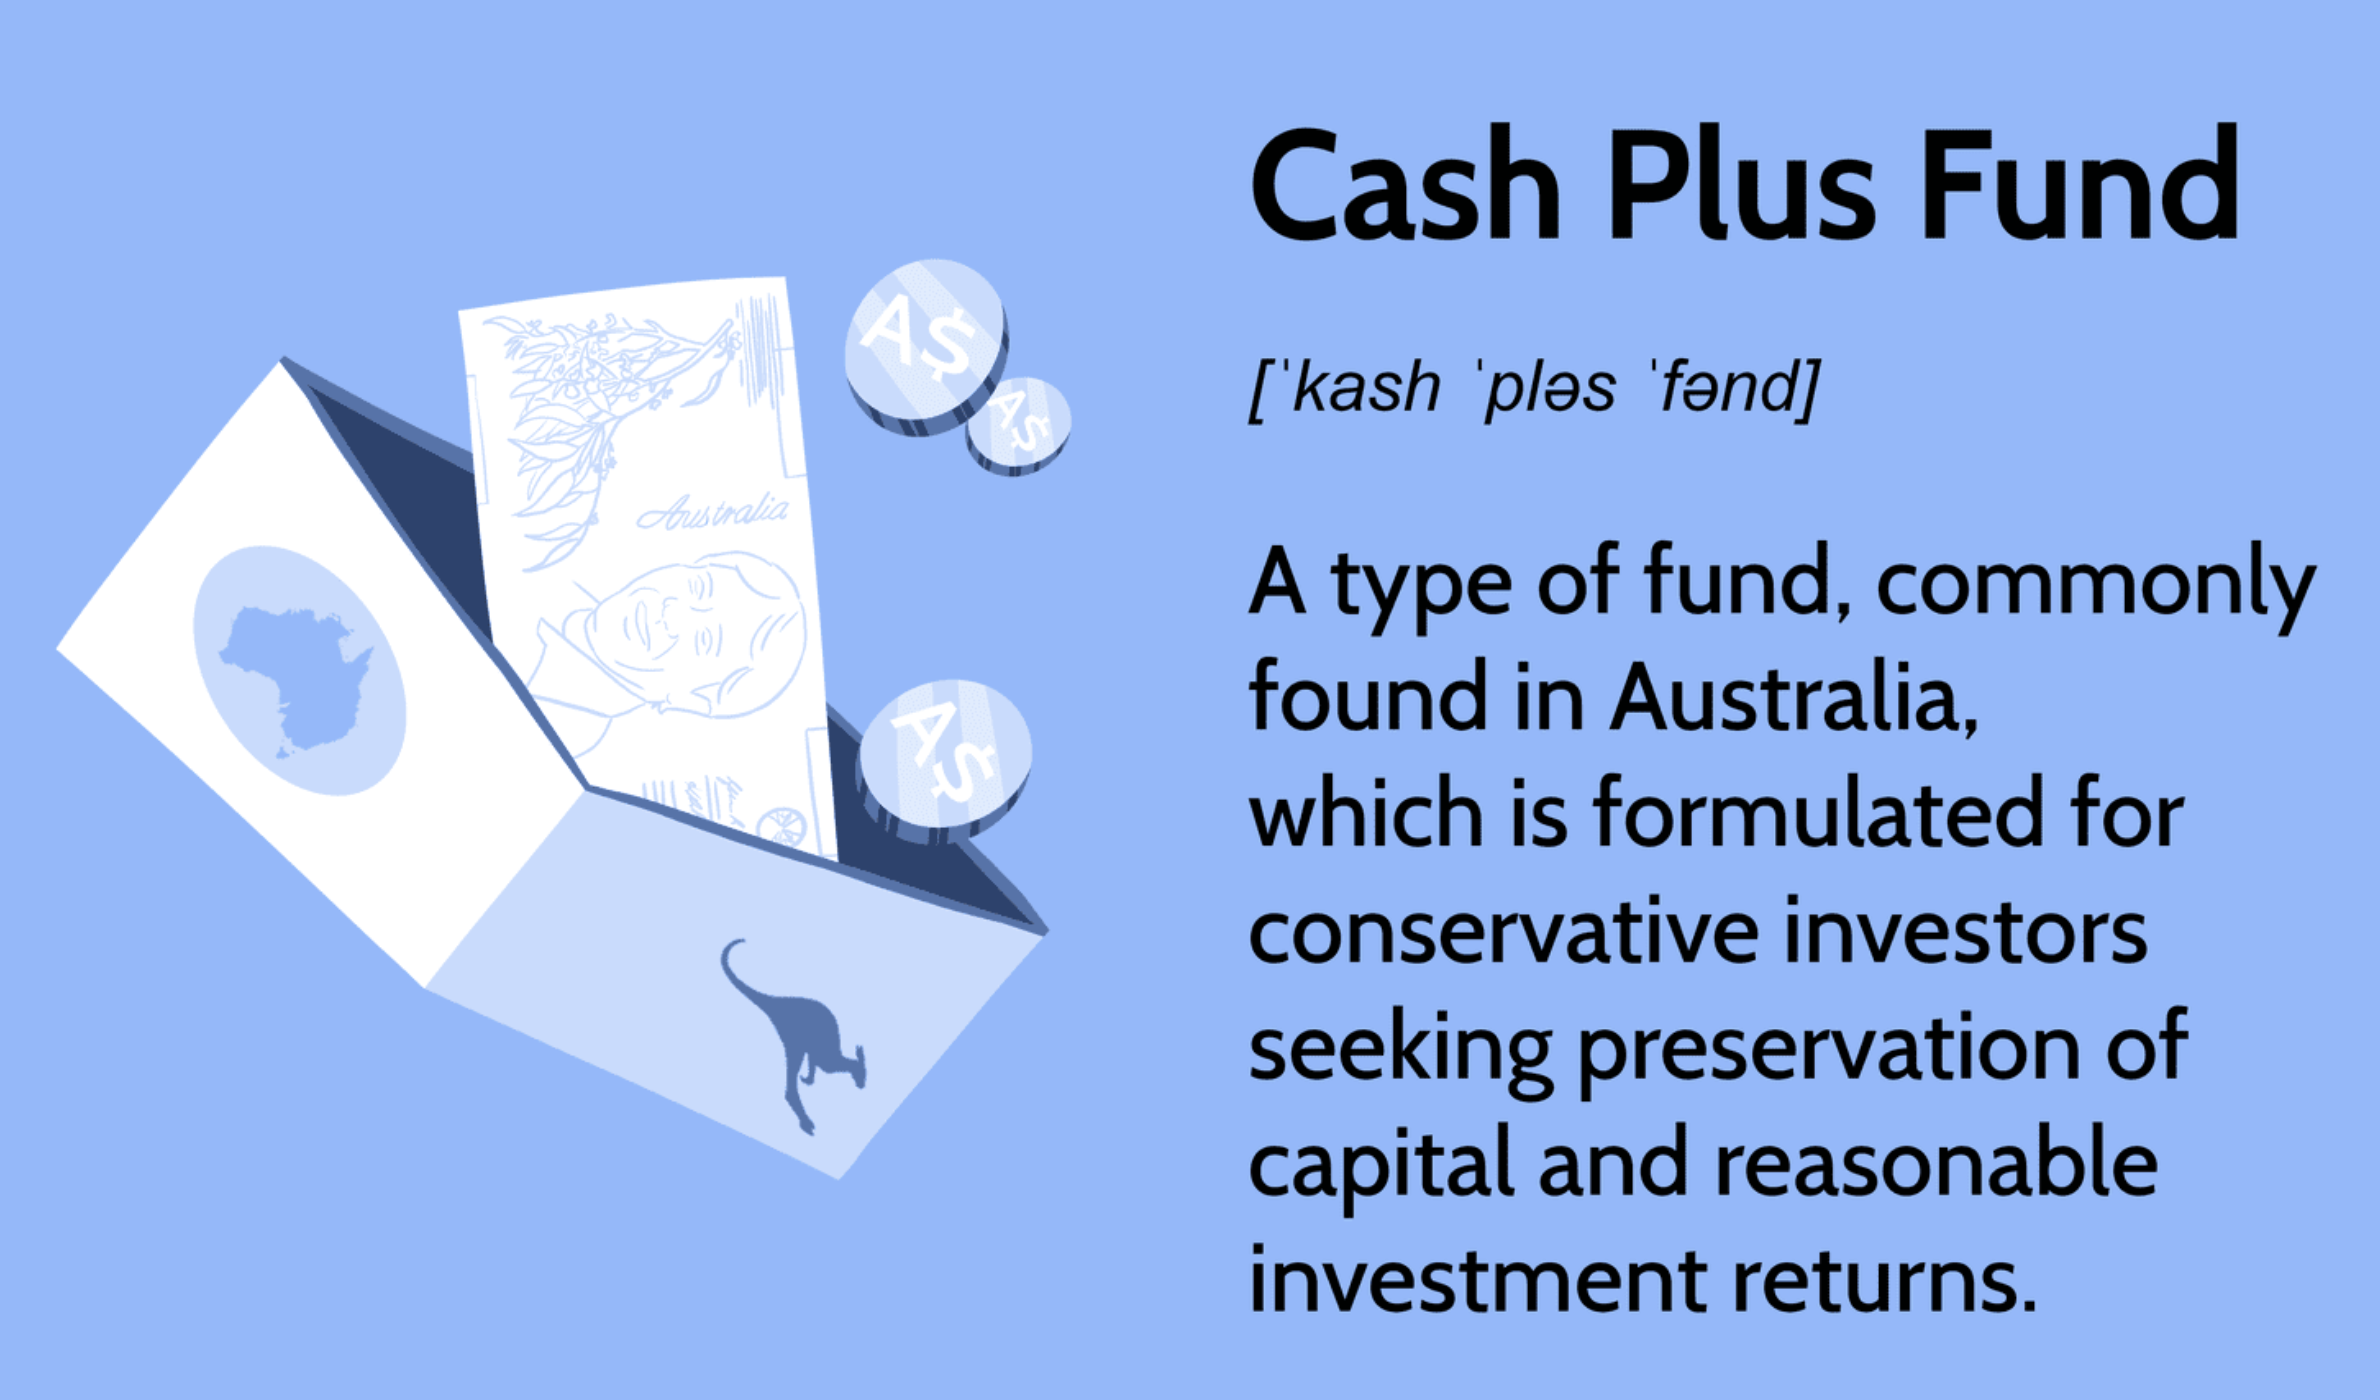 Cash Plus Fund
[ˈkash ˈpləs ˈfənd]
A type of fund, commonly
found in Australia,
which is formulated for
conservative investors
seeking preservation of
capital and reasonable
investment returns.
A$
A$
Australia
A$